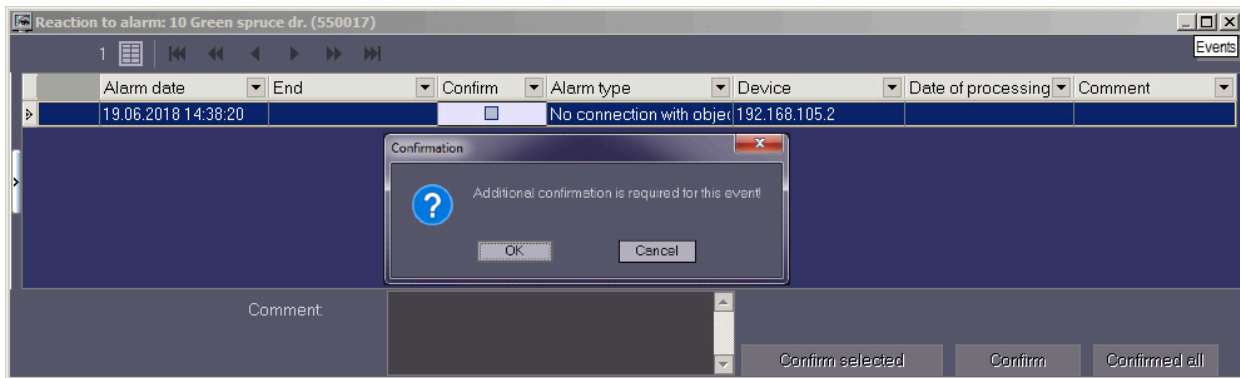 Reaction to alarm: 10 Green spruce dr. (550017)
Events
1
Alarm date End Confirm Alarm type Device Date of processing Comment
19.06.2018 14:38:20 No connection with objec 192.168.105.2
Confirmation
Additional confirmation is required for this event!
OK Cancel
Comment:
Confirm selected Confirm Confirmed all